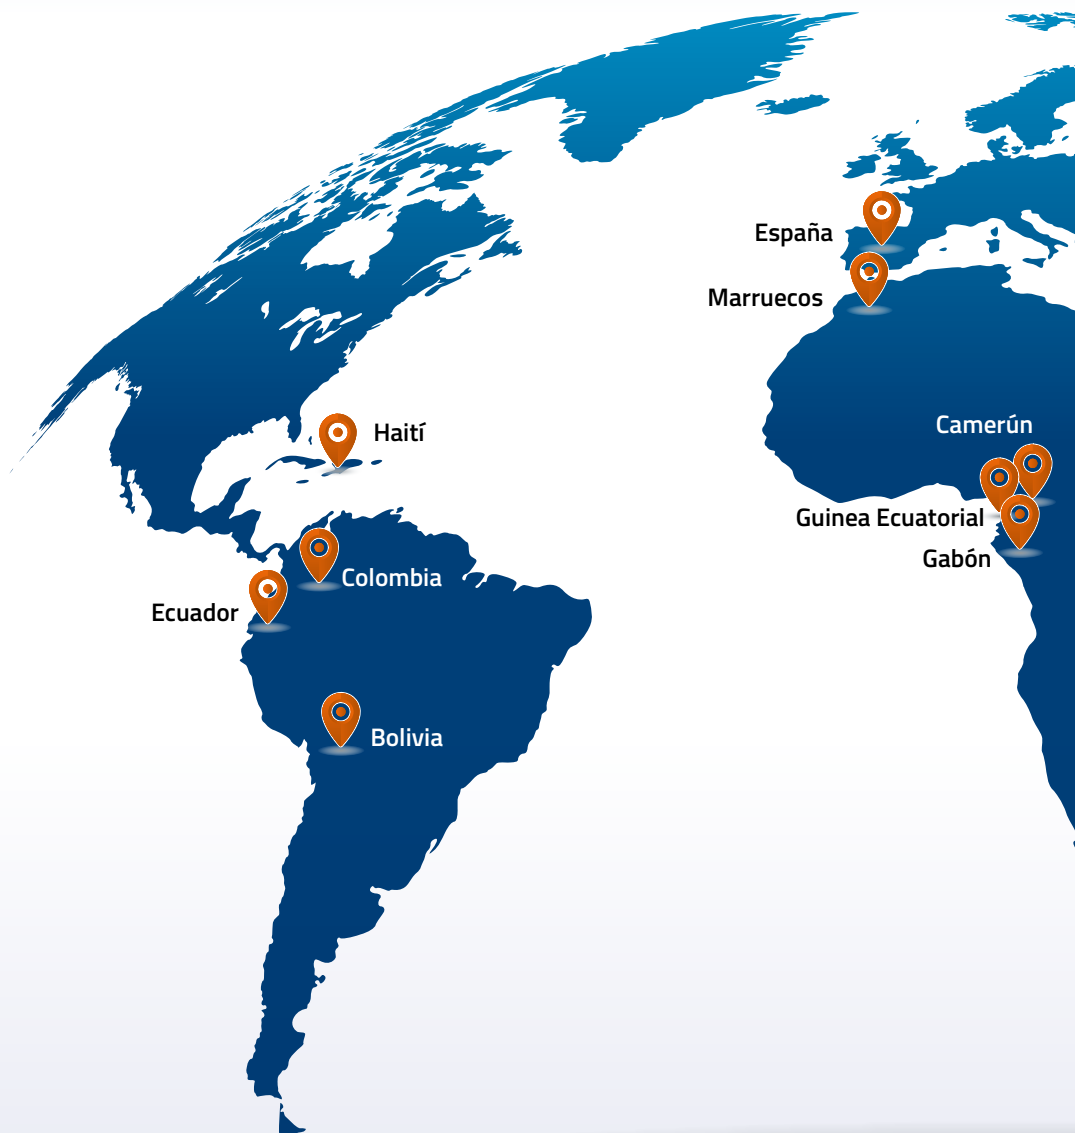 España
Marruecos
Camerún
Haití
Guinea Ecuatorial
Gabón
Colombia
Ecuador
Bolivia